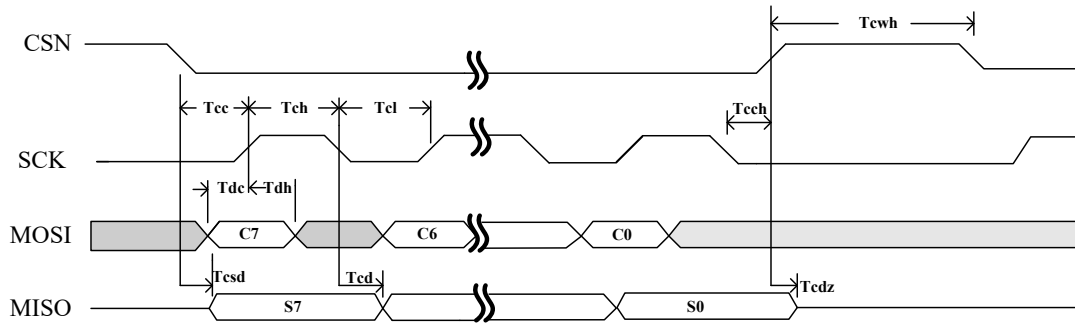 Tcwh
CSN
Tcc Tch Tcl Tcch
SCK
Tdc Tdh
MOSI C7 C6 C0
Tcsd Tcd Tcdz
MISO S7 S0